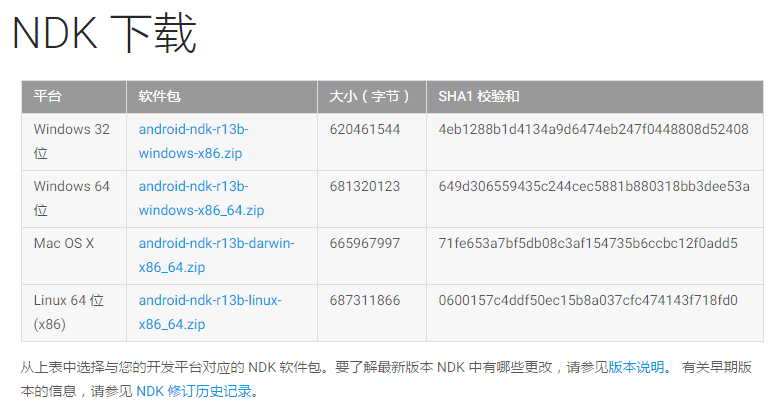 NDK 下载
平台 软件包 大小（字节） SHA1 校验和
Windows 32 android-ndk-r13b- 620461544 4eb1288b1d4134a9d6474eb247f0448808d52408
位 windows-x86.zip
Windows 64 android-ndk-r13b- 681320123 649d306559435c244cec5881b880318bb3dee53a
位 windows-x86_64.zip
Mac OS X android-ndk-r13b-darwin- 665967997 71fe653a7bf5db08c3af154735b6ccbc12f0add5
x86_64.zip
Linux 64 位 android-ndk-r13b-linux- 687311866 0600157c4ddf50ec15b8a037cfc474143f718fd0
(x86) x86_64.zip
从上表中选择与您的开发平台对应的 NDK 软件包。要了解最新版本 NDK 中有哪些更改，请参见版本说明。 有关早期版
本的信息，请参见 NDK 修订历史记录。